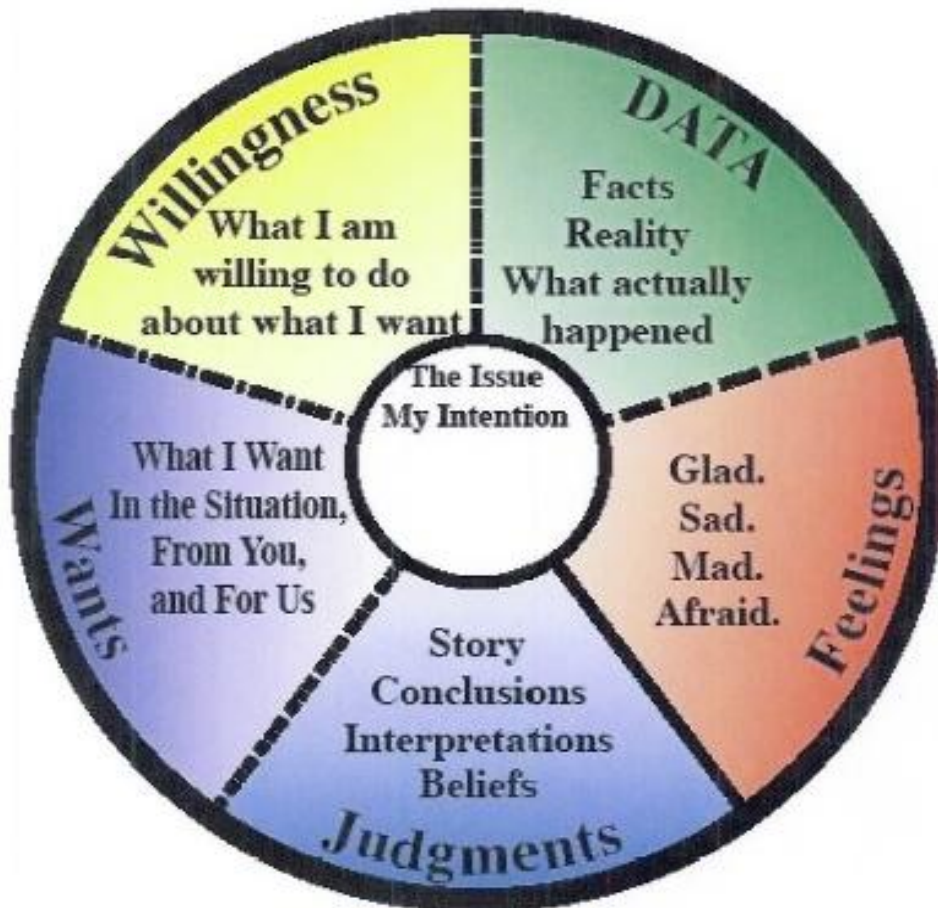 The Issue
My Intention
DATA
Facts
Reality
What actually
happened
Feelings
Glad.
Sad.
Mad.
Afraid.
Judgments
Story
Conclusions
Interpretations
Beliefs
Wants
What I Want
In the Situation,
From You,
and For Us
Willingness
What I am
willing to do
about what I want